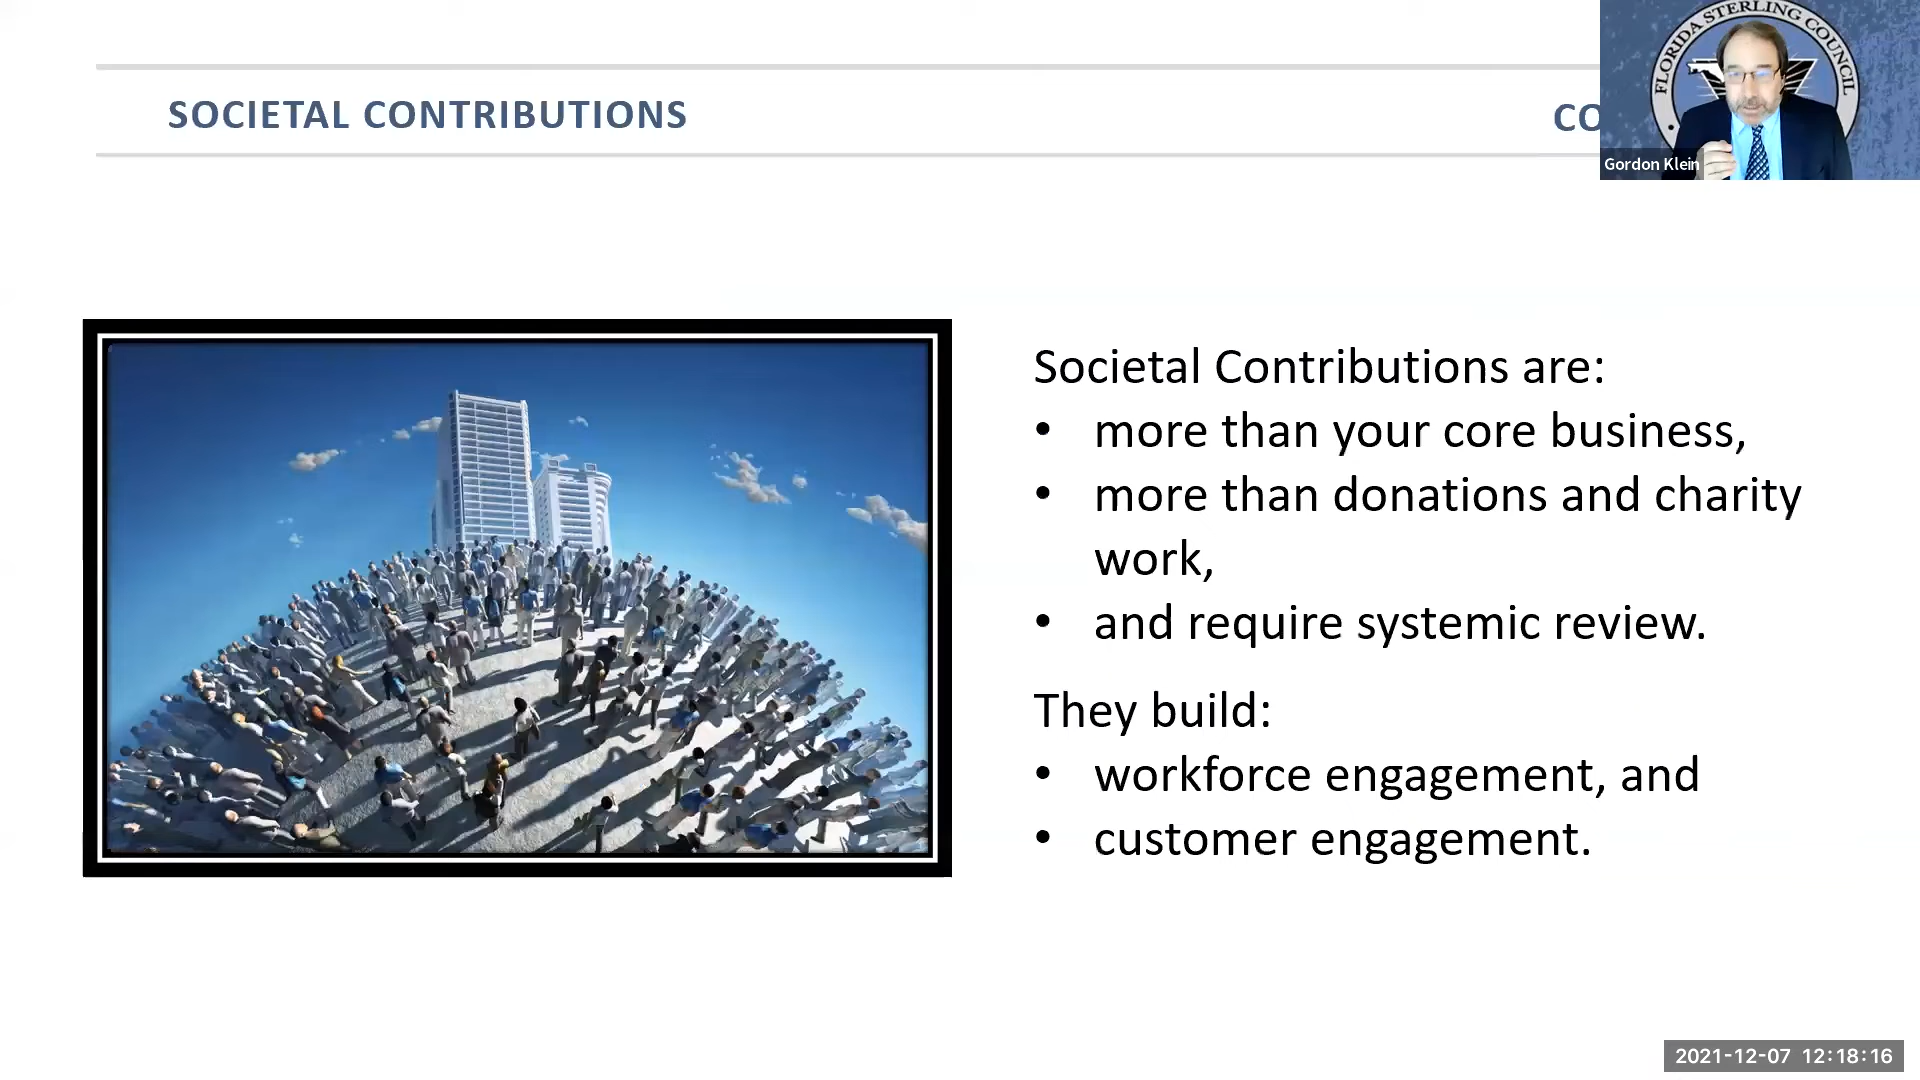 SOCIETAL CONTRIBUTIONS
CO
FLORIDA STERLING COUNCIL
Gordon Klein
Societal Contributions are:
• more than your core business,
• more than donations and charity
work,
• and require systemic review.
They build:
• workforce engagement, and
• customer engagement.
2021-12-07 12:18:16